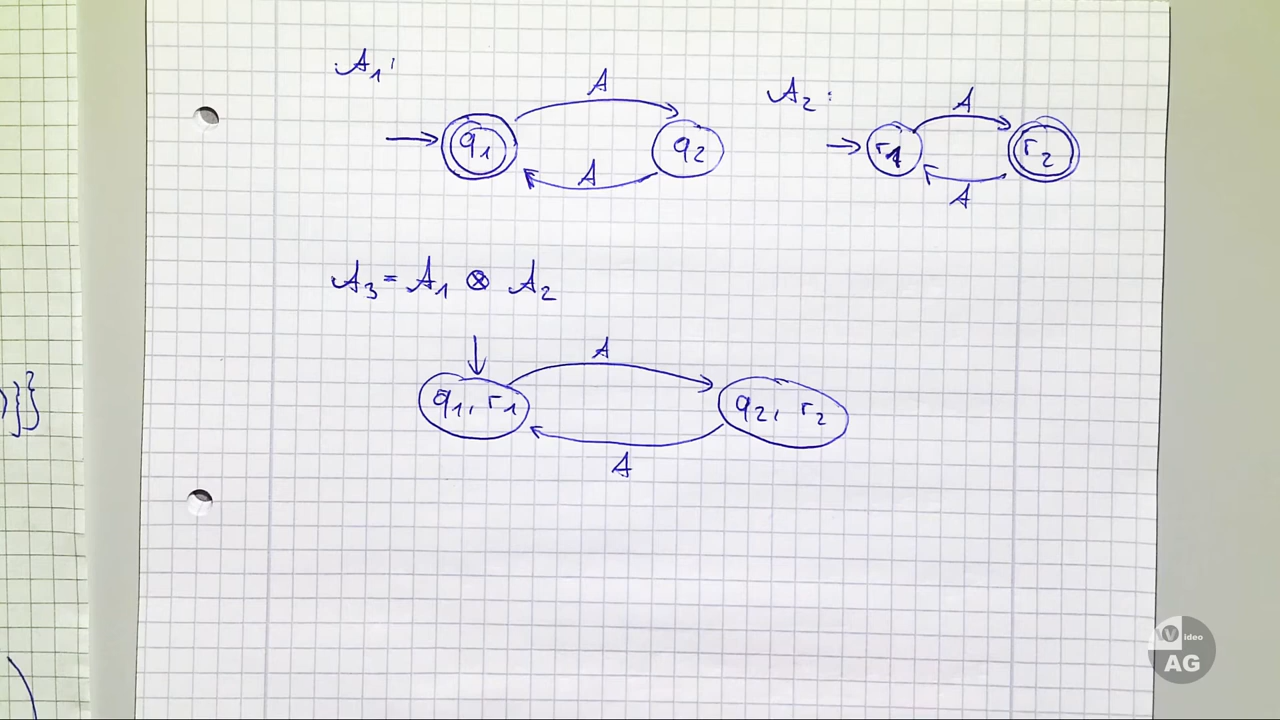 A₁:
A
→ q₁ q₂
A
A₂:
A
→ r₁ r₂
A
A₃ = A₁ ⊗ A₂
A
q₁, r₁ q₂, r₂
A
)}}
Video
AG